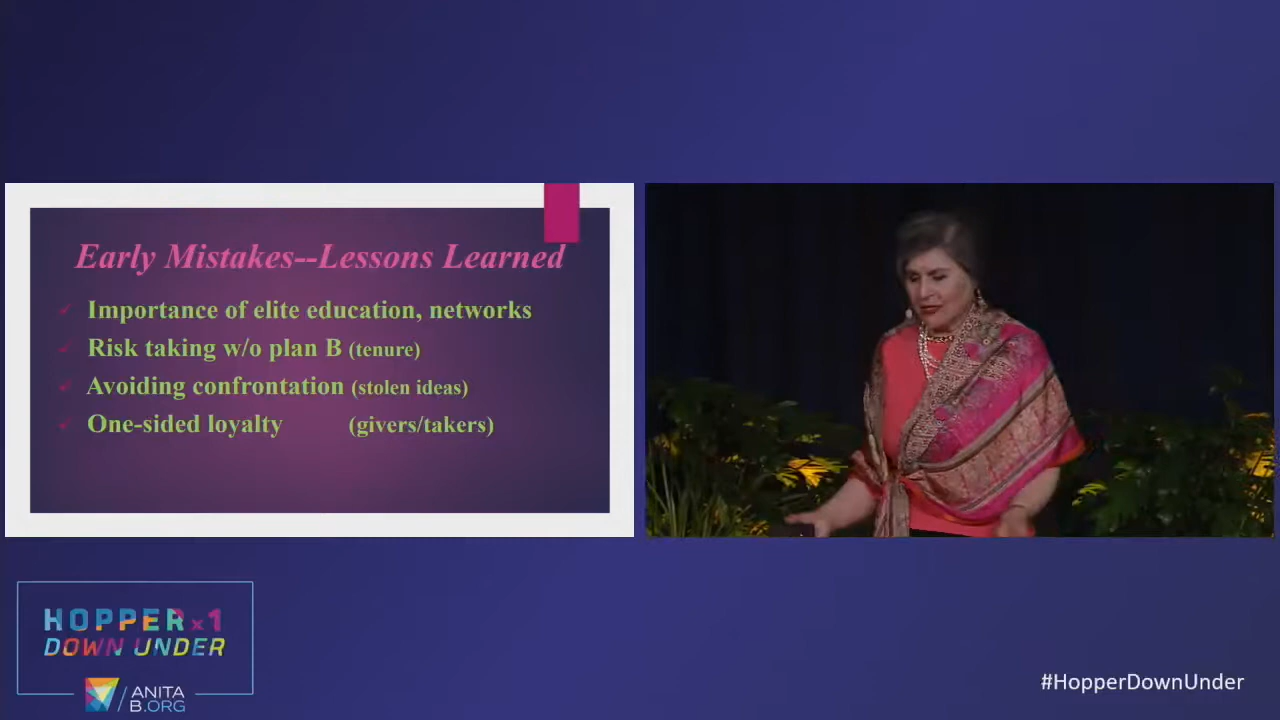 Early Mistakes--Lessons Learned
Importance of elite education, networks
Risk taking w/o plan B (tenure)
Avoiding confrontation (stolen ideas)
One-sided loyalty (givers/takers)
HOPPER x1
DOWN UNDER
ANITA
B.ORG
#HopperDownUnder